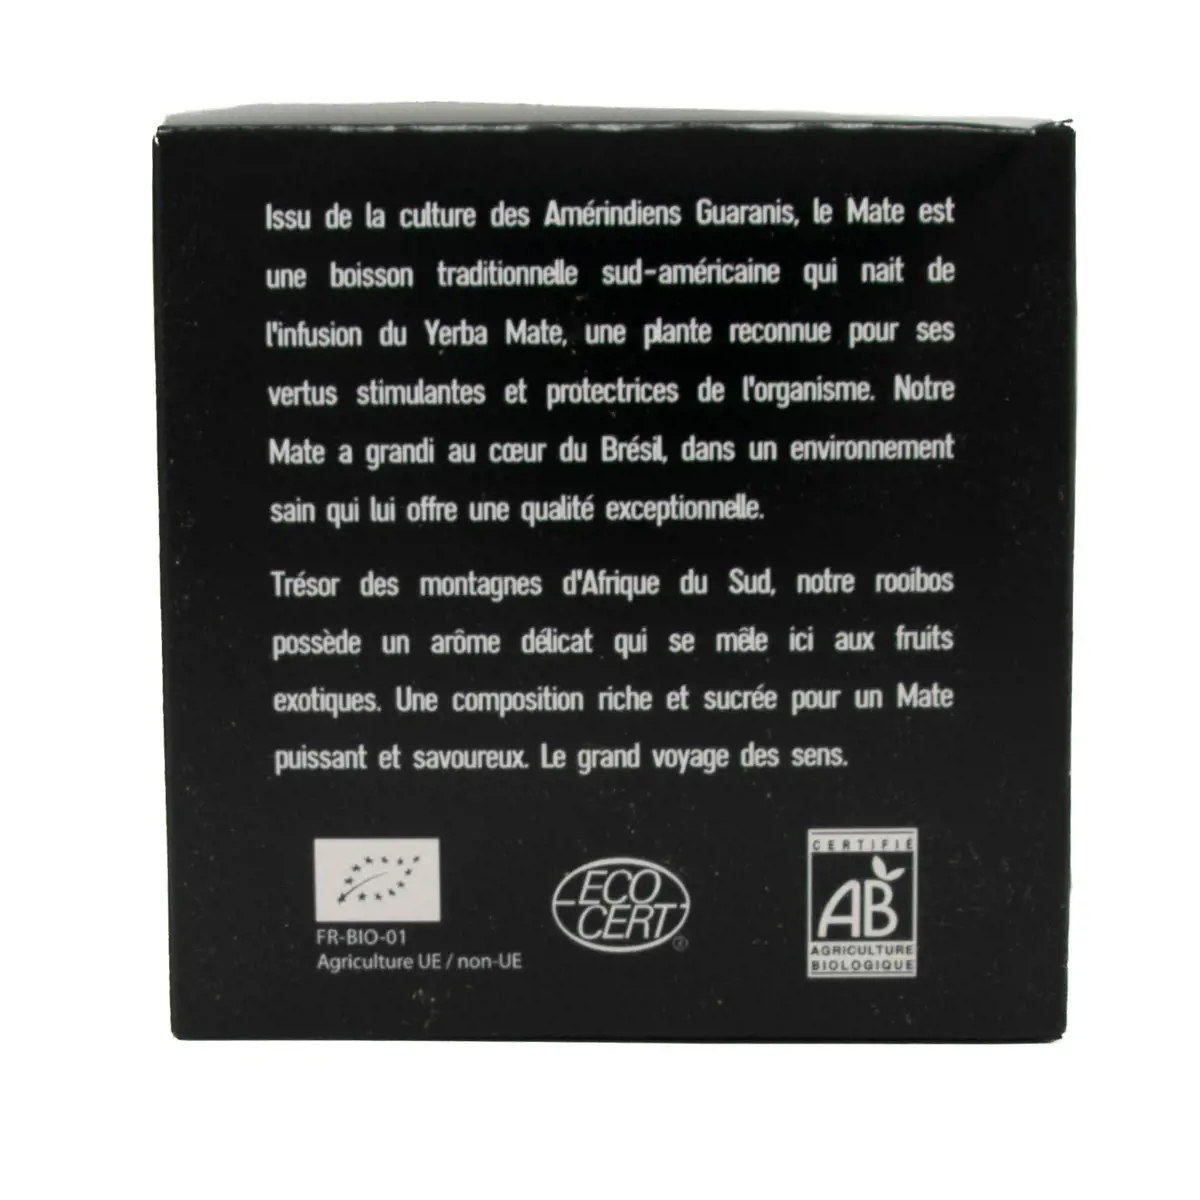 Issu de la culture des Amérindiens Guaranis, le Mate est
une boisson traditionnelle sud-américaine qui nait de
l'infusion du Yerba Mate, une plante reconnue pour ses
vertus stimulantes et protectrices de l'organisme. Notre
Mate a grandi au cœur du Brésil, dans un environnement
sain qui lui offre une qualité exceptionnelle.
Trésor des montagnes d'Afrique du Sud, notre rooibos
possède un arôme délicat qui se mêle ici aux fruits
exotiques. Une composition riche et sucrée pour un Mate
puissant et savoureux. Le grand voyage des sens.
FR-BIO-01
Agriculture UE / non-UE
ECO
CERT
®
CERTIFIÉ
AB
AGRICULTURE
BIOLOGIQUE